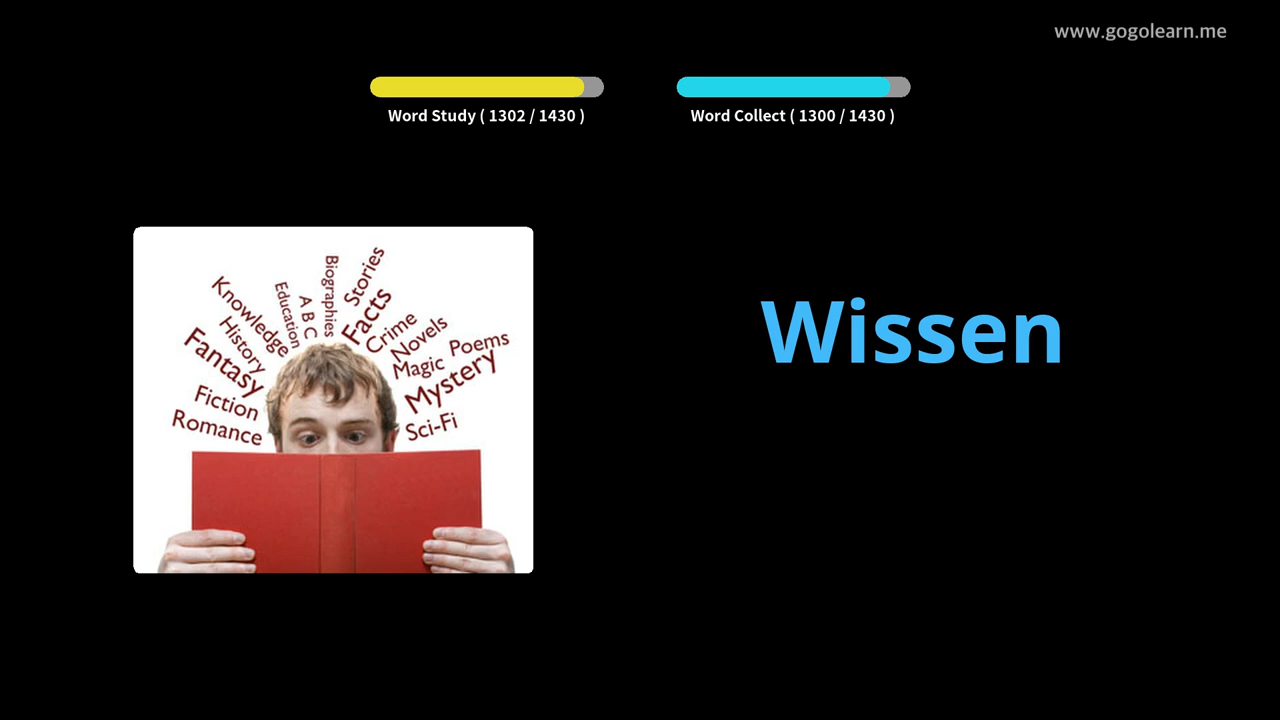 www.gogolearn.me
Word Study ( 1302 / 1430 )
Word Collect ( 1300 / 1430 )
Wissen
Romance
Fiction
Fantasy
History
Knowledge
Education
A B C
Biographies
Stories
Facts
Crime
Novels
Magic
Poems
Mystery
Sci-Fi